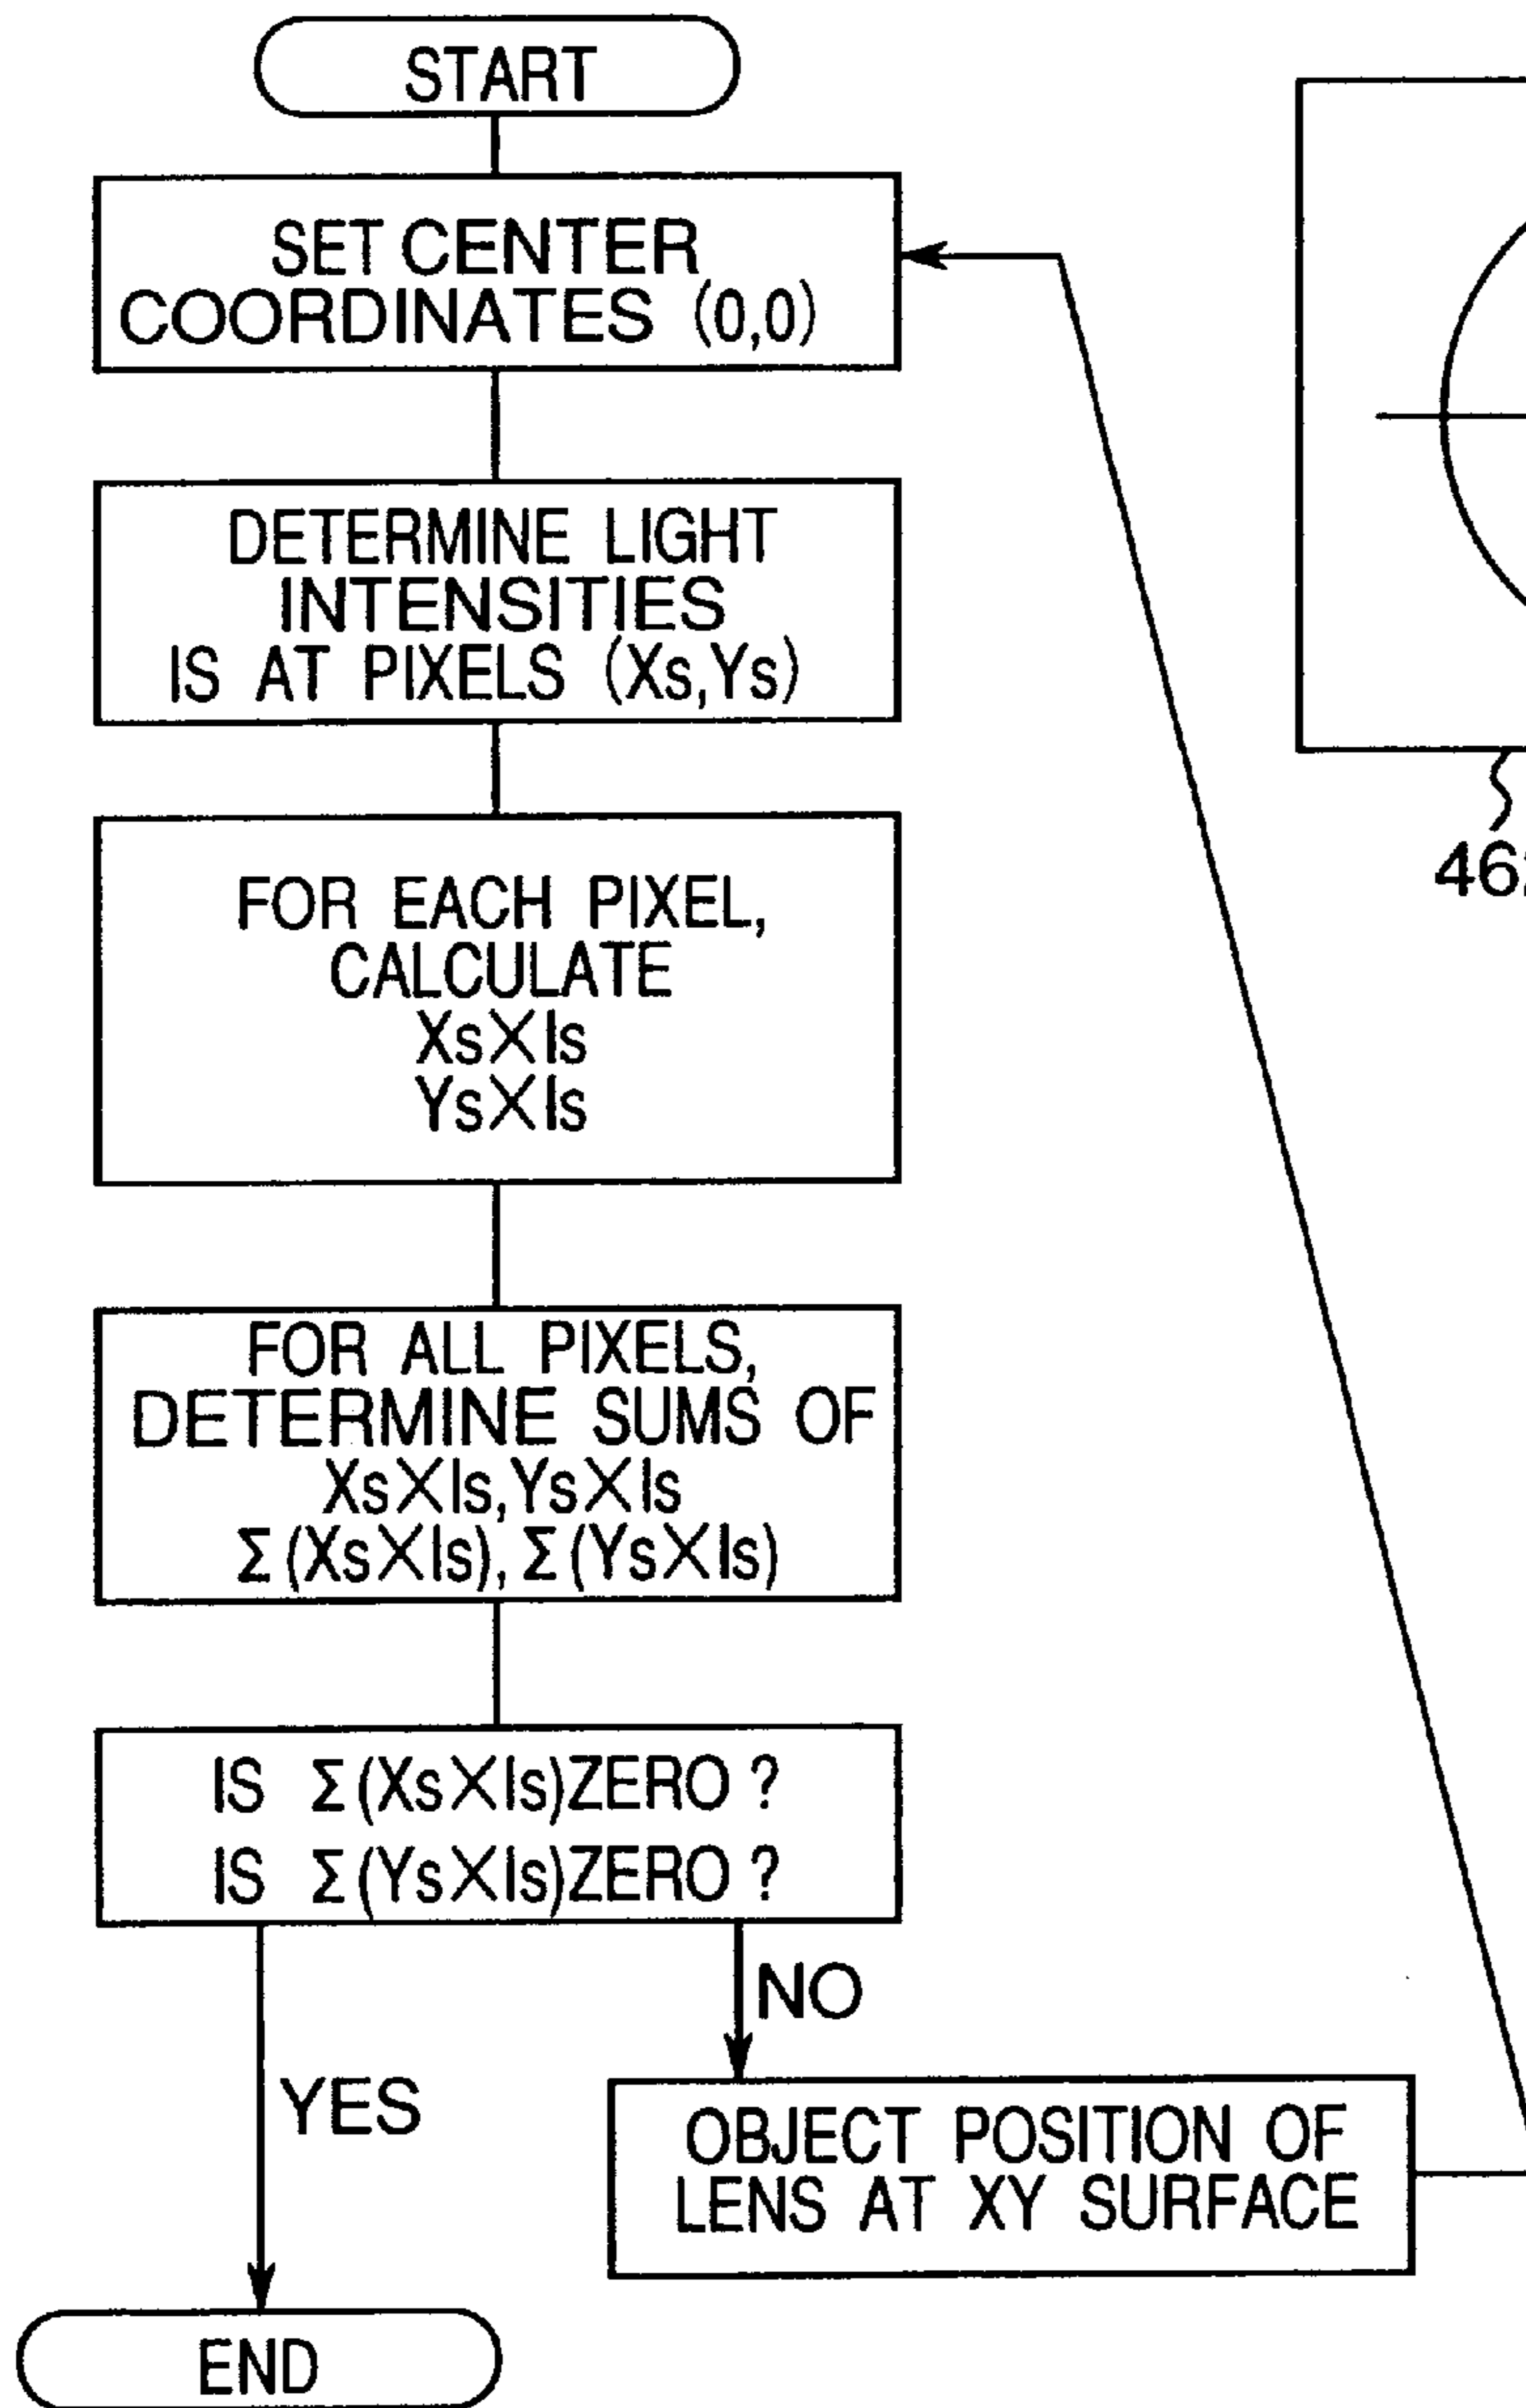 START
SET CENTER
COORDINATES (0,0)
DETERMINE LIGHT
INTENSITIES
IS AT PIXELS (Xs,Ys)
FOR EACH PIXEL,
CALCULATE
Xs×Is
Ys×Is
FOR ALL PIXELS,
DETERMINE SUMS OF
Xs×Is,Ys×Is
Σ(Xs×Is), Σ(Ys×Is)
IS Σ(Xs×Is)ZERO ?
IS Σ(Ys×Is)ZERO ?
NO
YES
OBJECT POSITION OF
LENS AT XY SURFACE
END